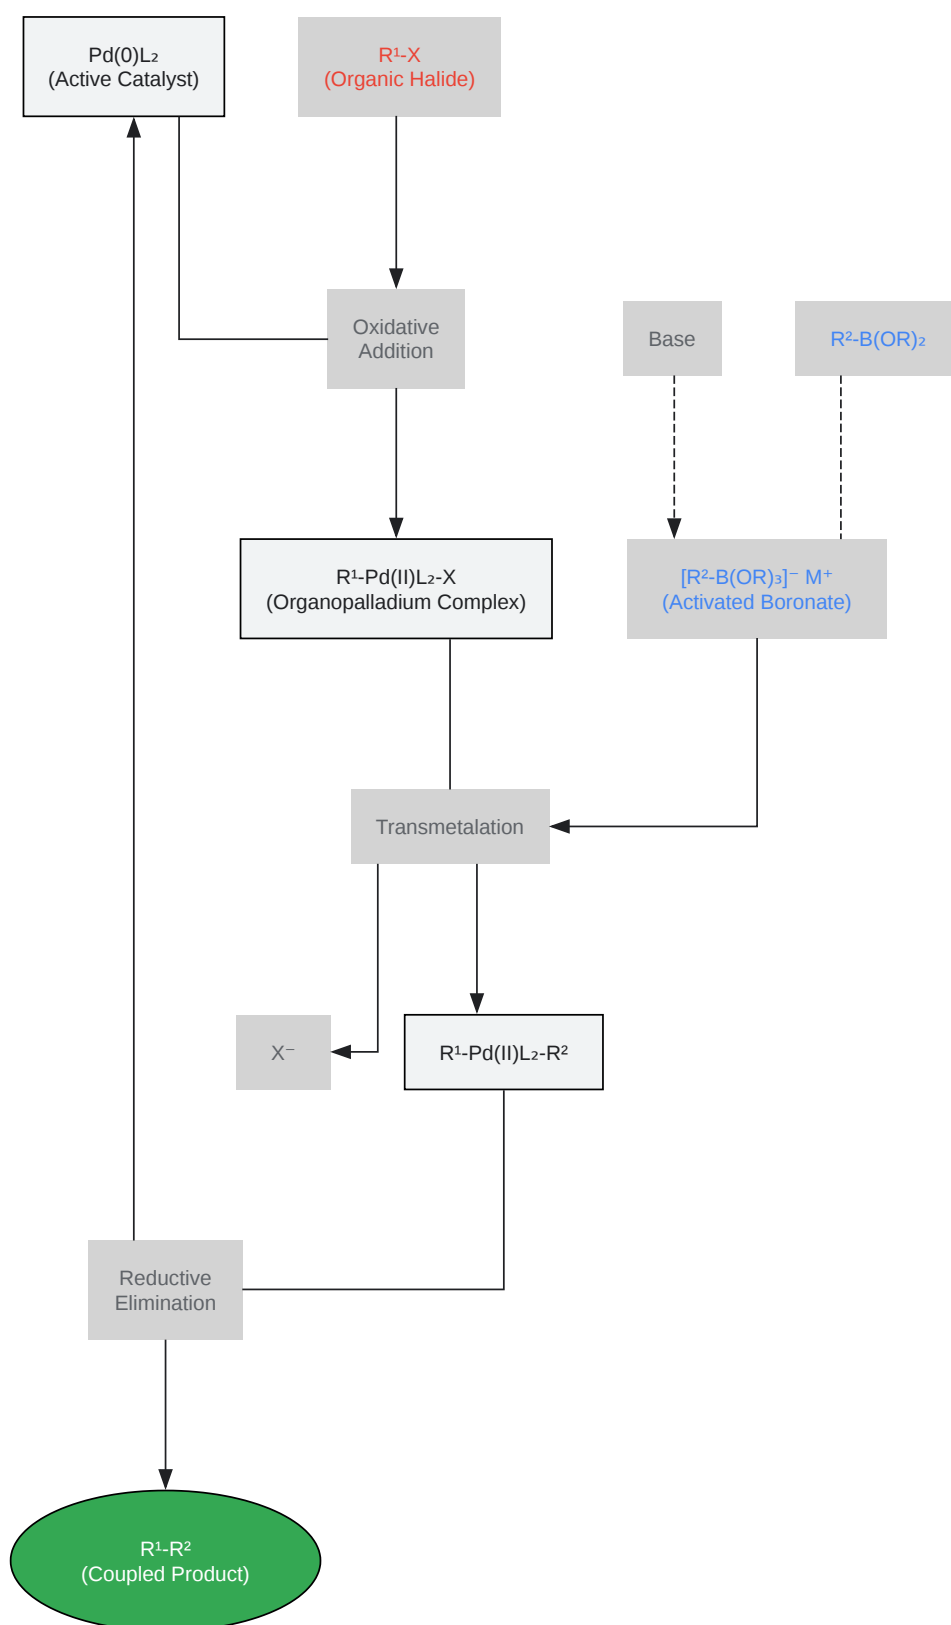 Pd(0)L₂
(Active Catalyst)
R¹-X
(Organic Halide)
Oxidative
Addition
Base
R²-B(OR)₂
R¹-Pd(II)L₂-X
(Organopalladium Complex)
[R²-B(OR)₃]⁻ M⁺
(Activated Boronate)
Transmetalation
X⁻
R¹-Pd(II)L₂-R²
Reductive
Elimination
R¹-R²
(Coupled Product)